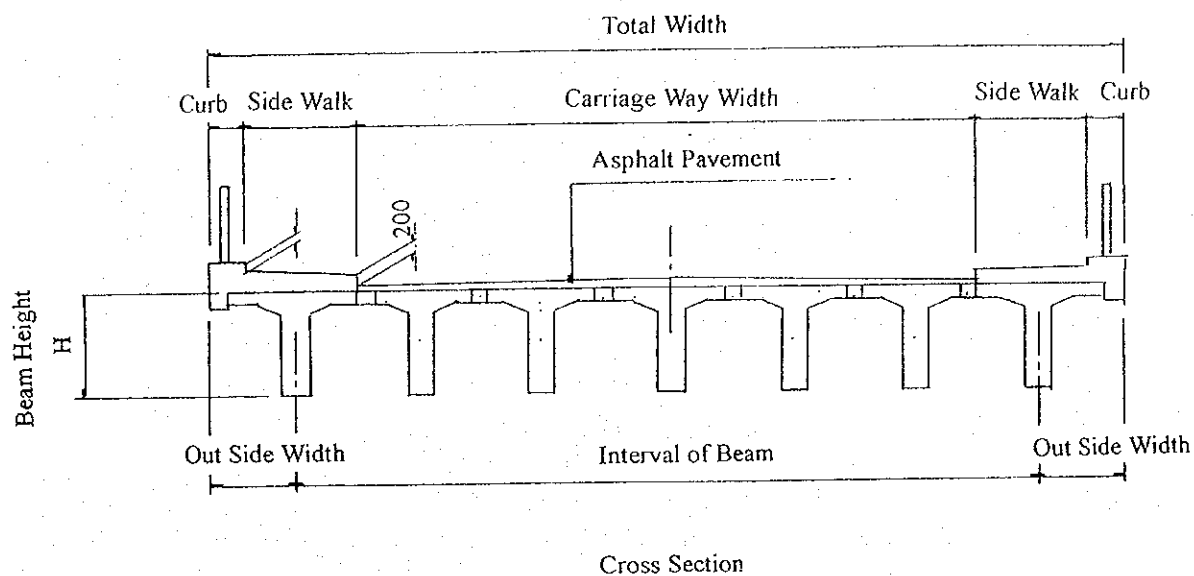 Total Width
Curb Side Walk Carriage Way Width Side Walk Curb
Asphalt Pavement
200
Beam Height
H
Out Side Width Interval of Beam Out Side Width
Cross Section